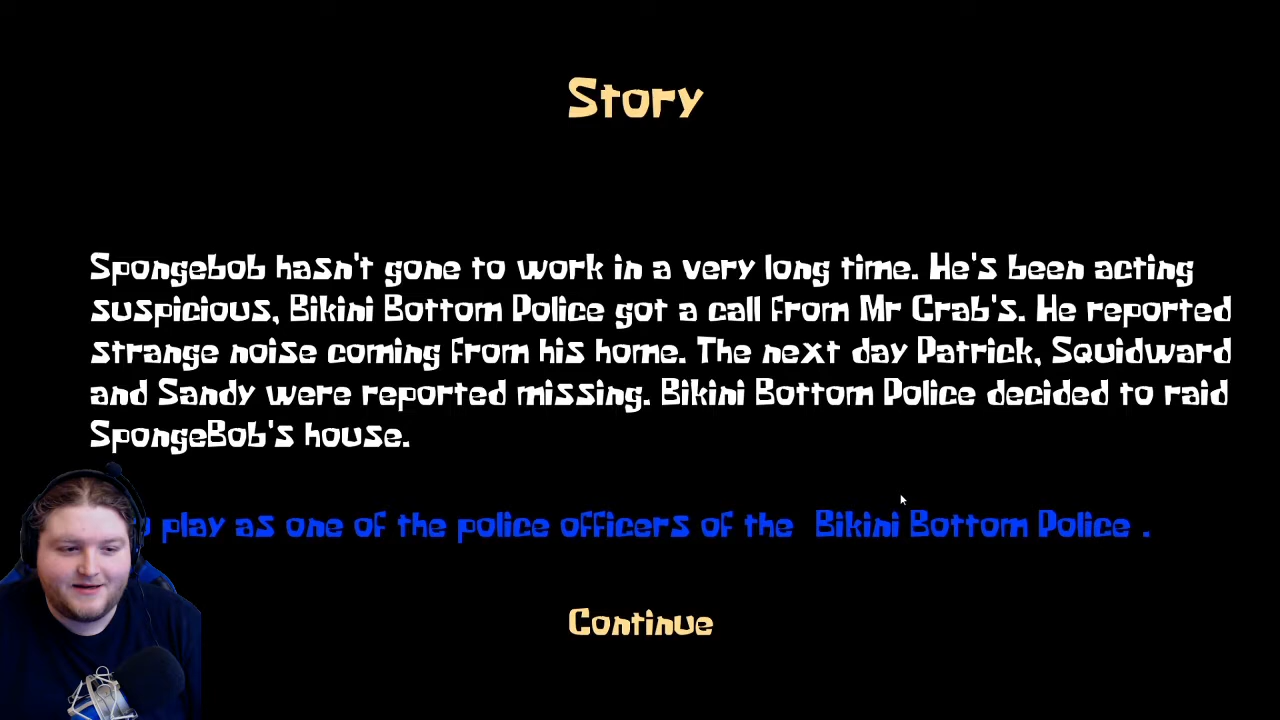 Story
Spongebob hasn't gone to work in a very long time. He's been acting
suspicious, Bikini Bottom Police got a call from Mr Crab's. He reported
strange noise coming from his home. The next day Patrick, Squidward
and Sandy were reported missing. Bikini Bottom Police decided to raid
SpongeBob's house.
play as one of the police officers of the Bikini Bottom Police .
Continue